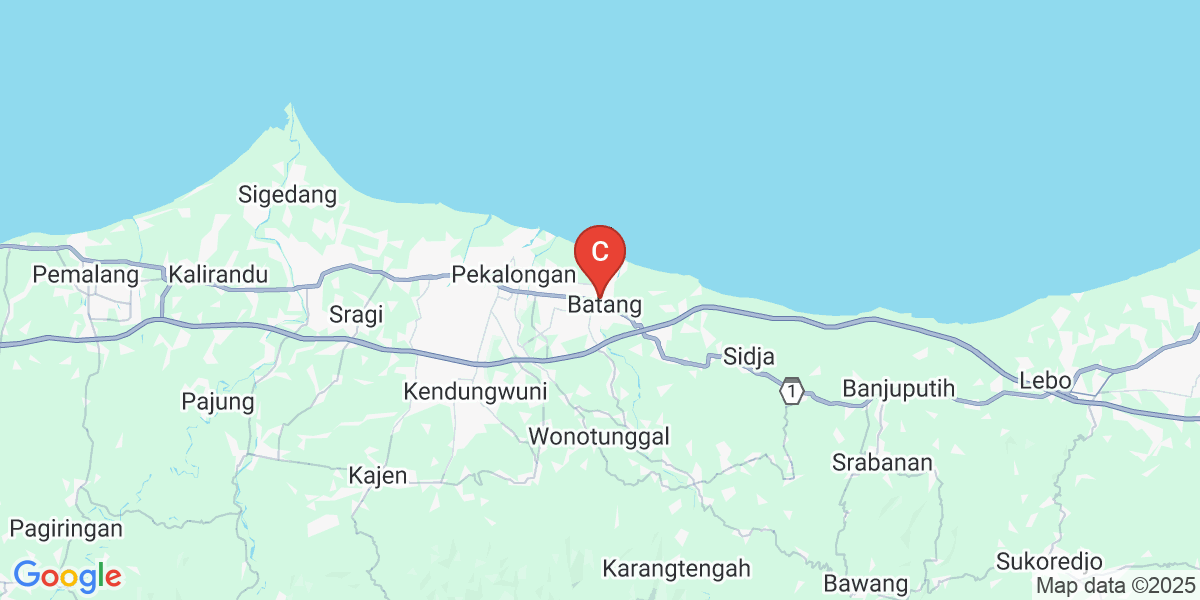 Sigedang
C
Pemalang
Kalirandu
Pekalongan
Batang
Sragi
Sidja
1
Lebo
Banjuputih
Kendungwuni
Pajung
Wonotunggal
Srabanan
Kajen
Pagiringan
Sukoredjo
Karangtengah
Bawang
Google
Map data ©2025